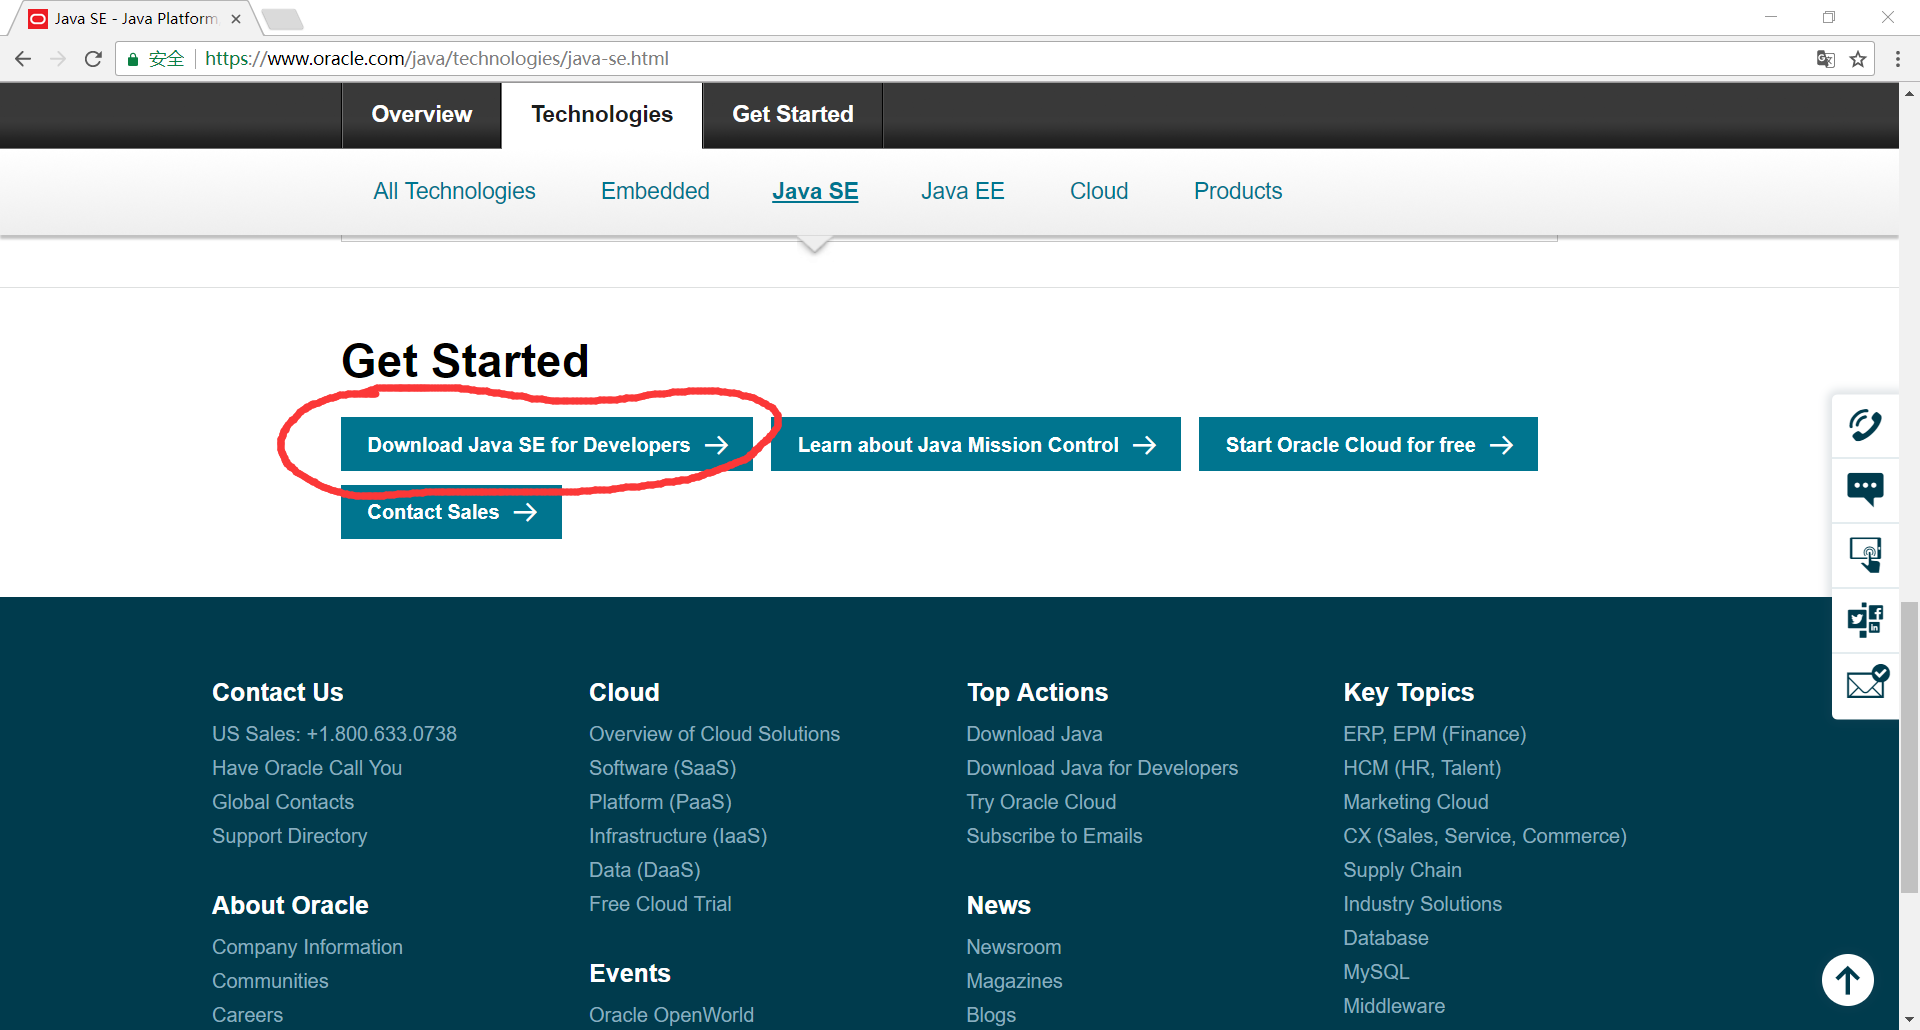 Java SE - Java Platform
安全
https://www.oracle.com/java/technologies/java-se.html
Overview
Technologies
Get Started
All Technologies
Embedded
Java SE
Java EE
Cloud
Products
Get Started
Download Java SE for Developers
Learn about Java Mission Control
Start Oracle Cloud for free
Contact Sales
Contact Us
US Sales: +1.800.633.0738
Have Oracle Call You
Global Contacts
Support Directory
About Oracle
Company Information
Communities
Careers
Cloud
Overview of Cloud Solutions
Software (SaaS)
Platform (PaaS)
Infrastructure (IaaS)
Data (DaaS)
Free Cloud Trial
Events
Oracle OpenWorld
Top Actions
Download Java
Download Java for Developers
Try Oracle Cloud
Subscribe to Emails
News
Newsroom
Magazines
Blogs
Key Topics
ERP, EPM (Finance)
HCM (HR, Talent)
Marketing Cloud
CX (Sales, Service, Commerce)
Supply Chain
Industry Solutions
Database
MySQL
Middleware